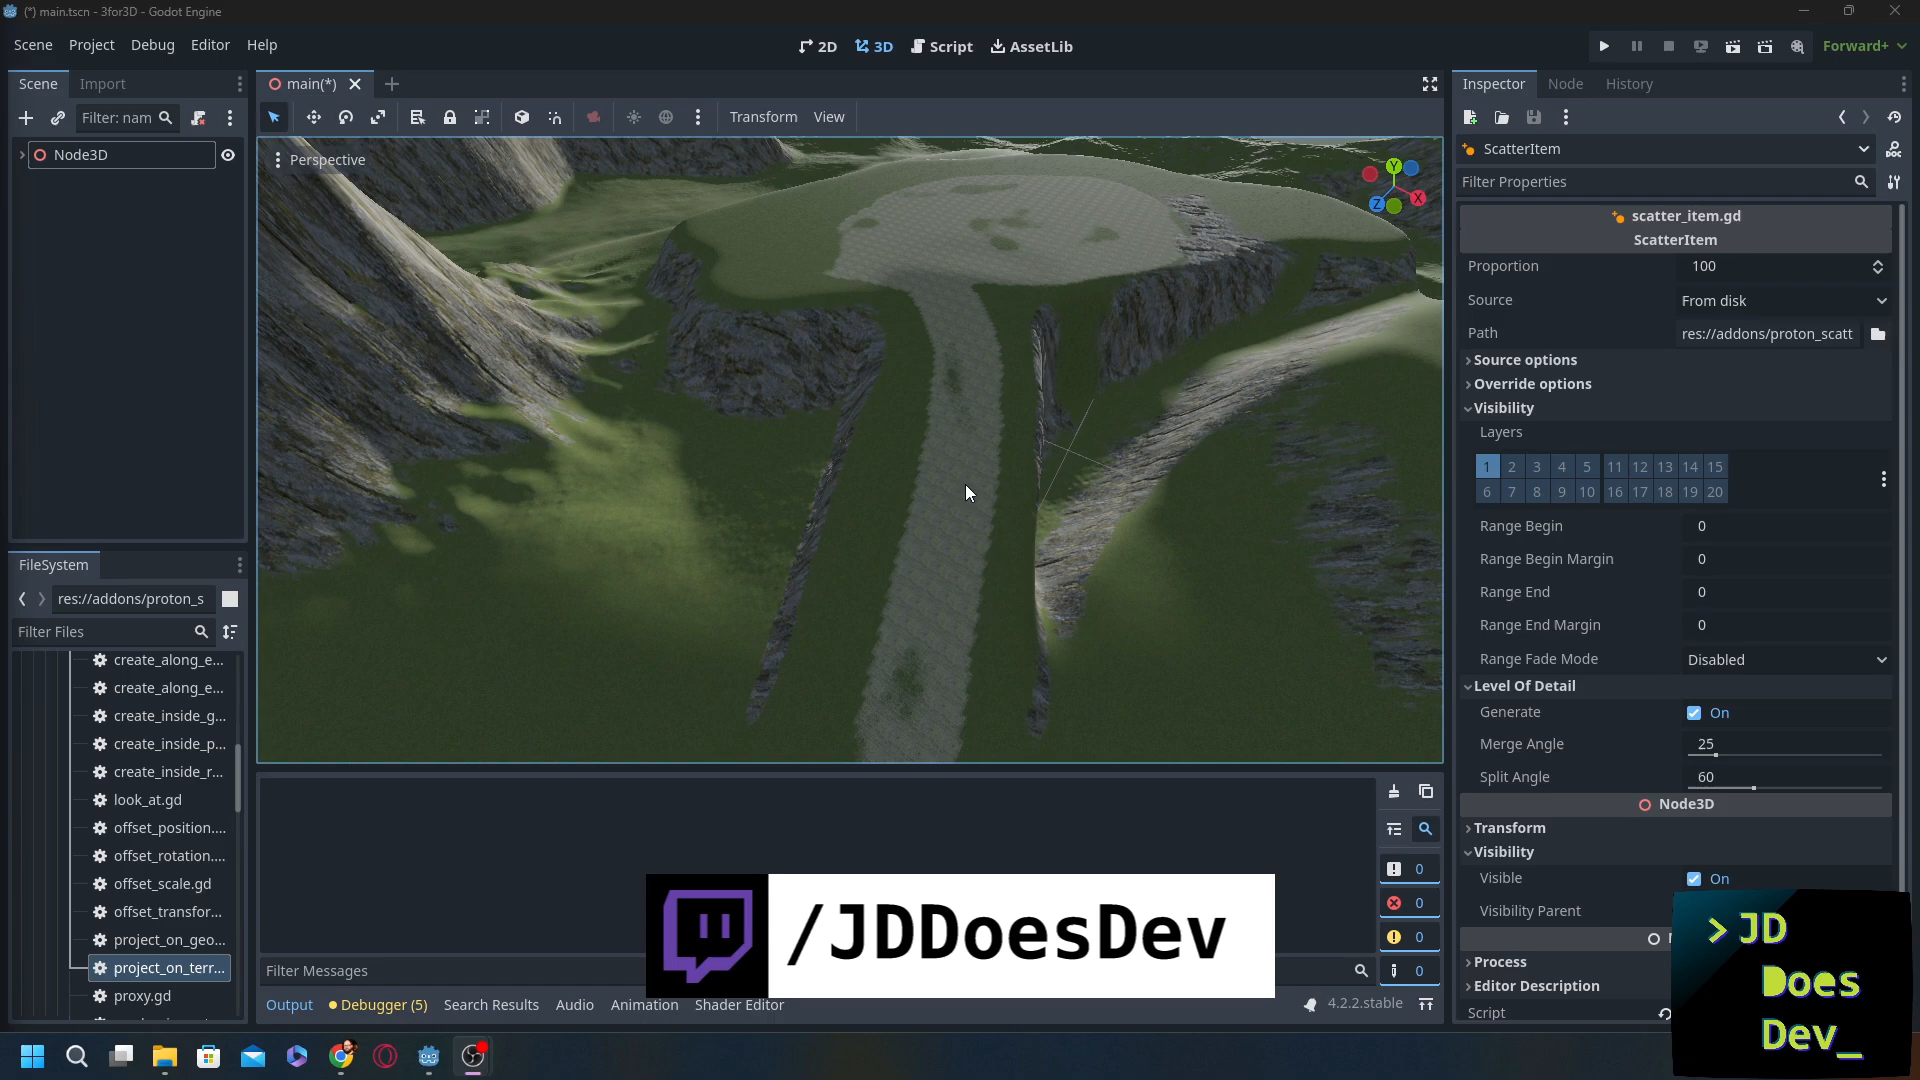 (*) main.tscn - 3for3D - Godot Engine
Scene Project Debug Editor Help
2D 3D Script AssetLib
Forward+
Scene Import
Filter: nam
Node3D
main(*)
Transform View
Perspective
Y
X
Z
FileSystem
res://addons/proton_s
Filter Files
create_along_e...
create_along_e...
create_inside_g...
create_inside_p...
create_inside_r...
look_at.gd
offset_position....
offset_rotation....
offset_scale.gd
offset_transfor...
project_on_geo...
project_on_terr...
proxy.gd
0
0
0
0
Filter Messages
Output Debugger (5) Search Results Audio Animation Shader Editor
4.2.2.stable
/JDDoesDev
Inspector Node History
ScatterItem
Filter Properties
scatter_item.gd
ScatterItem
Proportion 100
Source From disk
Path res://addons/proton_scatt
Source options
Override options
Visibility
Layers
1 2 3 4 5 11 12 13 14 15
6 7 8 9 10 16 17 18 19 20
Range Begin 0
Range Begin Margin 0
Range End 0
Range End Margin 0
Range Fade Mode Disabled
Level Of Detail
Generate On
Merge Angle 25
Split Angle 60
Node3D
Transform
Visibility
Visible On
Visibility Parent
Process
Editor Description
Script
> JD
Does
Dev_